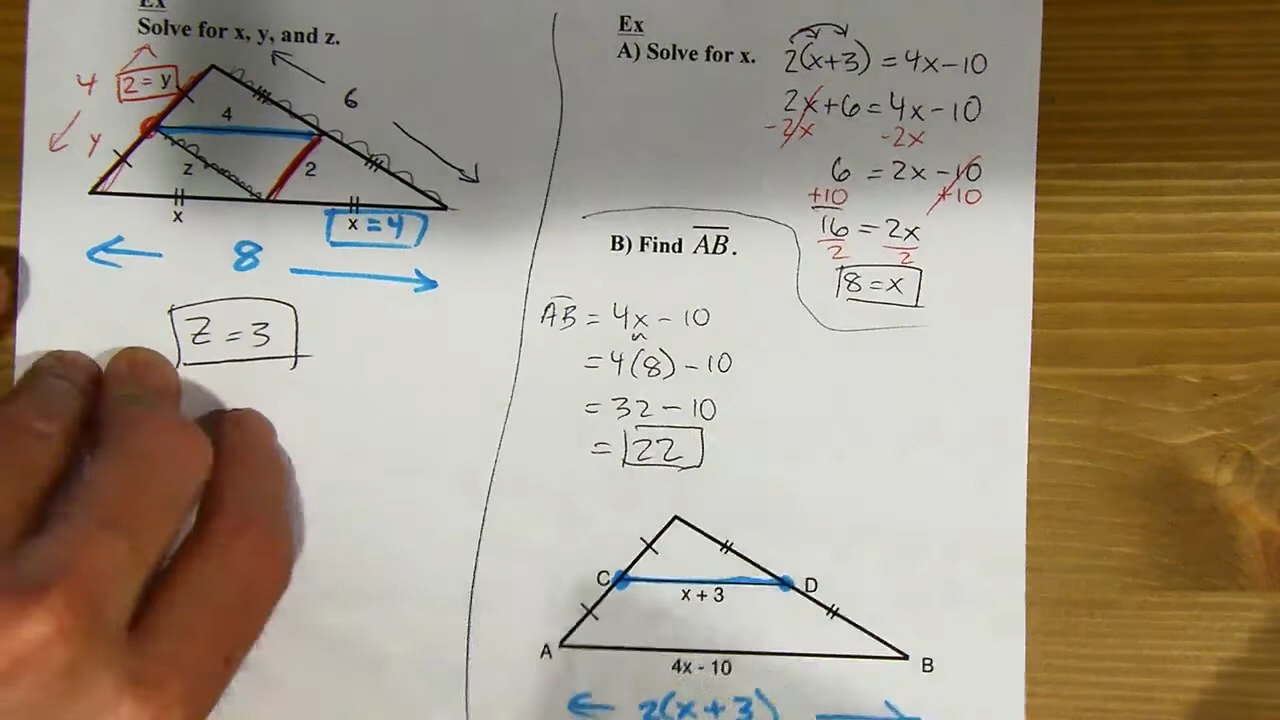 Ex
Solve for x, y, and z.
4
2 = y
6
4
y
z
2
x
x = 4
8
Z = 3
Ex
A) Solve for x.
2(x+3) = 4x-10
2x+6 = 4x-10
-2x -2x
6 = 2x-10
+10 +10
16 = 2x
2 2
8 = x
B) Find AB.
AB = 4x-10
= 4(8)-10
= 32-10
= 22
C
D
x + 3
A
B
4x - 10
2(x+3)